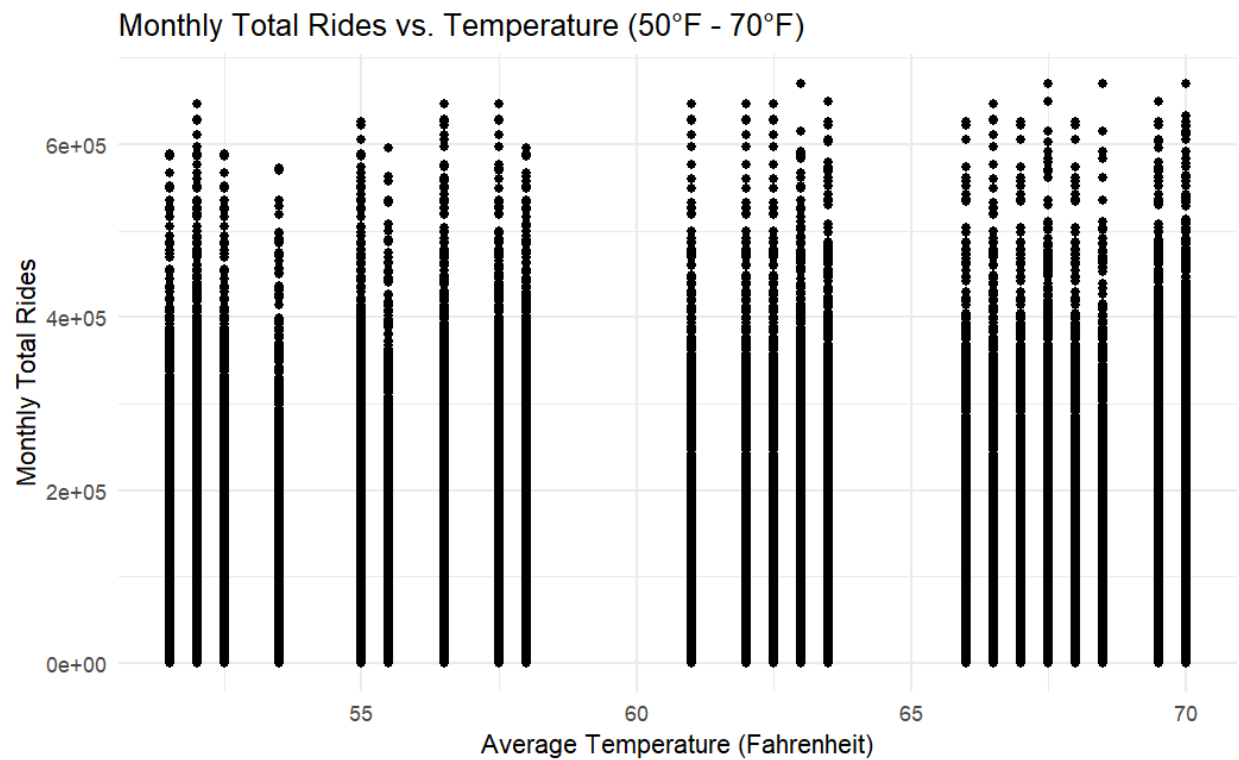 Monthly Total Rides vs. Temperature (50°F - 70°F)
Monthly Total Rides
6e+05
4e+05
2e+05
0e+00
55 60 65 70
Average Temperature (Fahrenheit)